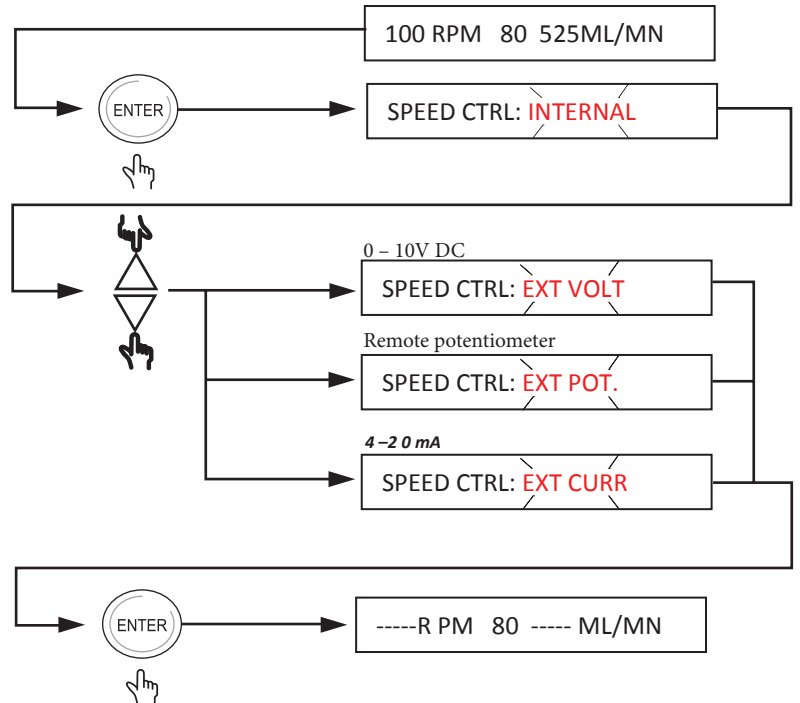 100 RPM 80 525ML/MN
ENTER
SPEED CTRL: INTERNAL
0 – 10V DC
SPEED CTRL: EXT VOLT
Remote potentiometer
SPEED CTRL: EXT POT.
4 –2 0 mA
SPEED CTRL: EXT CURR
ENTER
-----R PM 80 ----- ML/MN